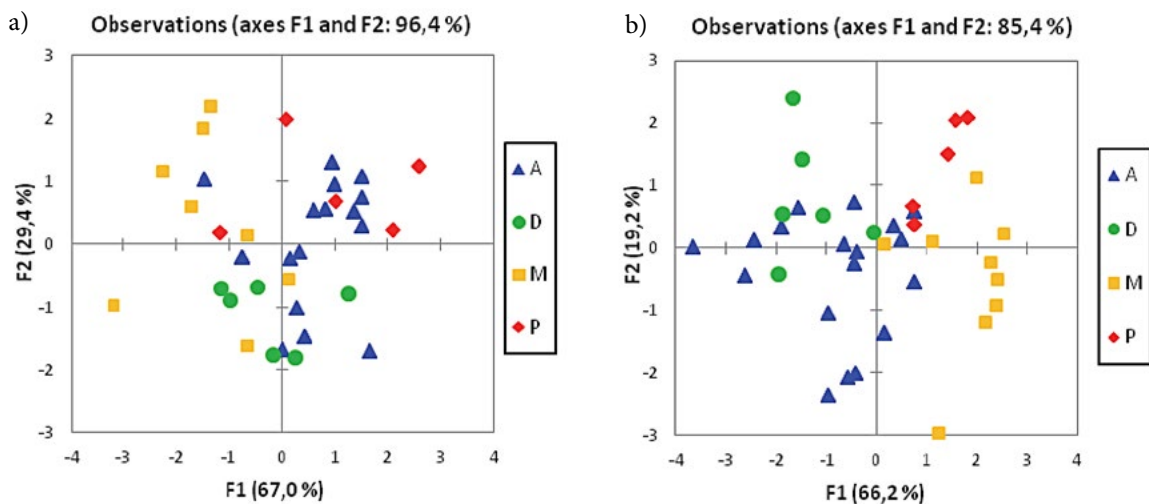 a)
Observations (axes F1 and F2: 96,4 %)
3
2
1
0
-1
-2
-3
-4 -3 -2 -1 0 1 2 3 4
F2 (29,4 %)
F1 (67,0 %)
A
D
M
P
b)
Observations (axes F1 and F2: 85,4 %)
3
2
1
0
-1
-2
-3
-4 -3 -2 -1 0 1 2 3 4
F2 (19,2 %)
F1 (66,2 %)
A
D
M
P